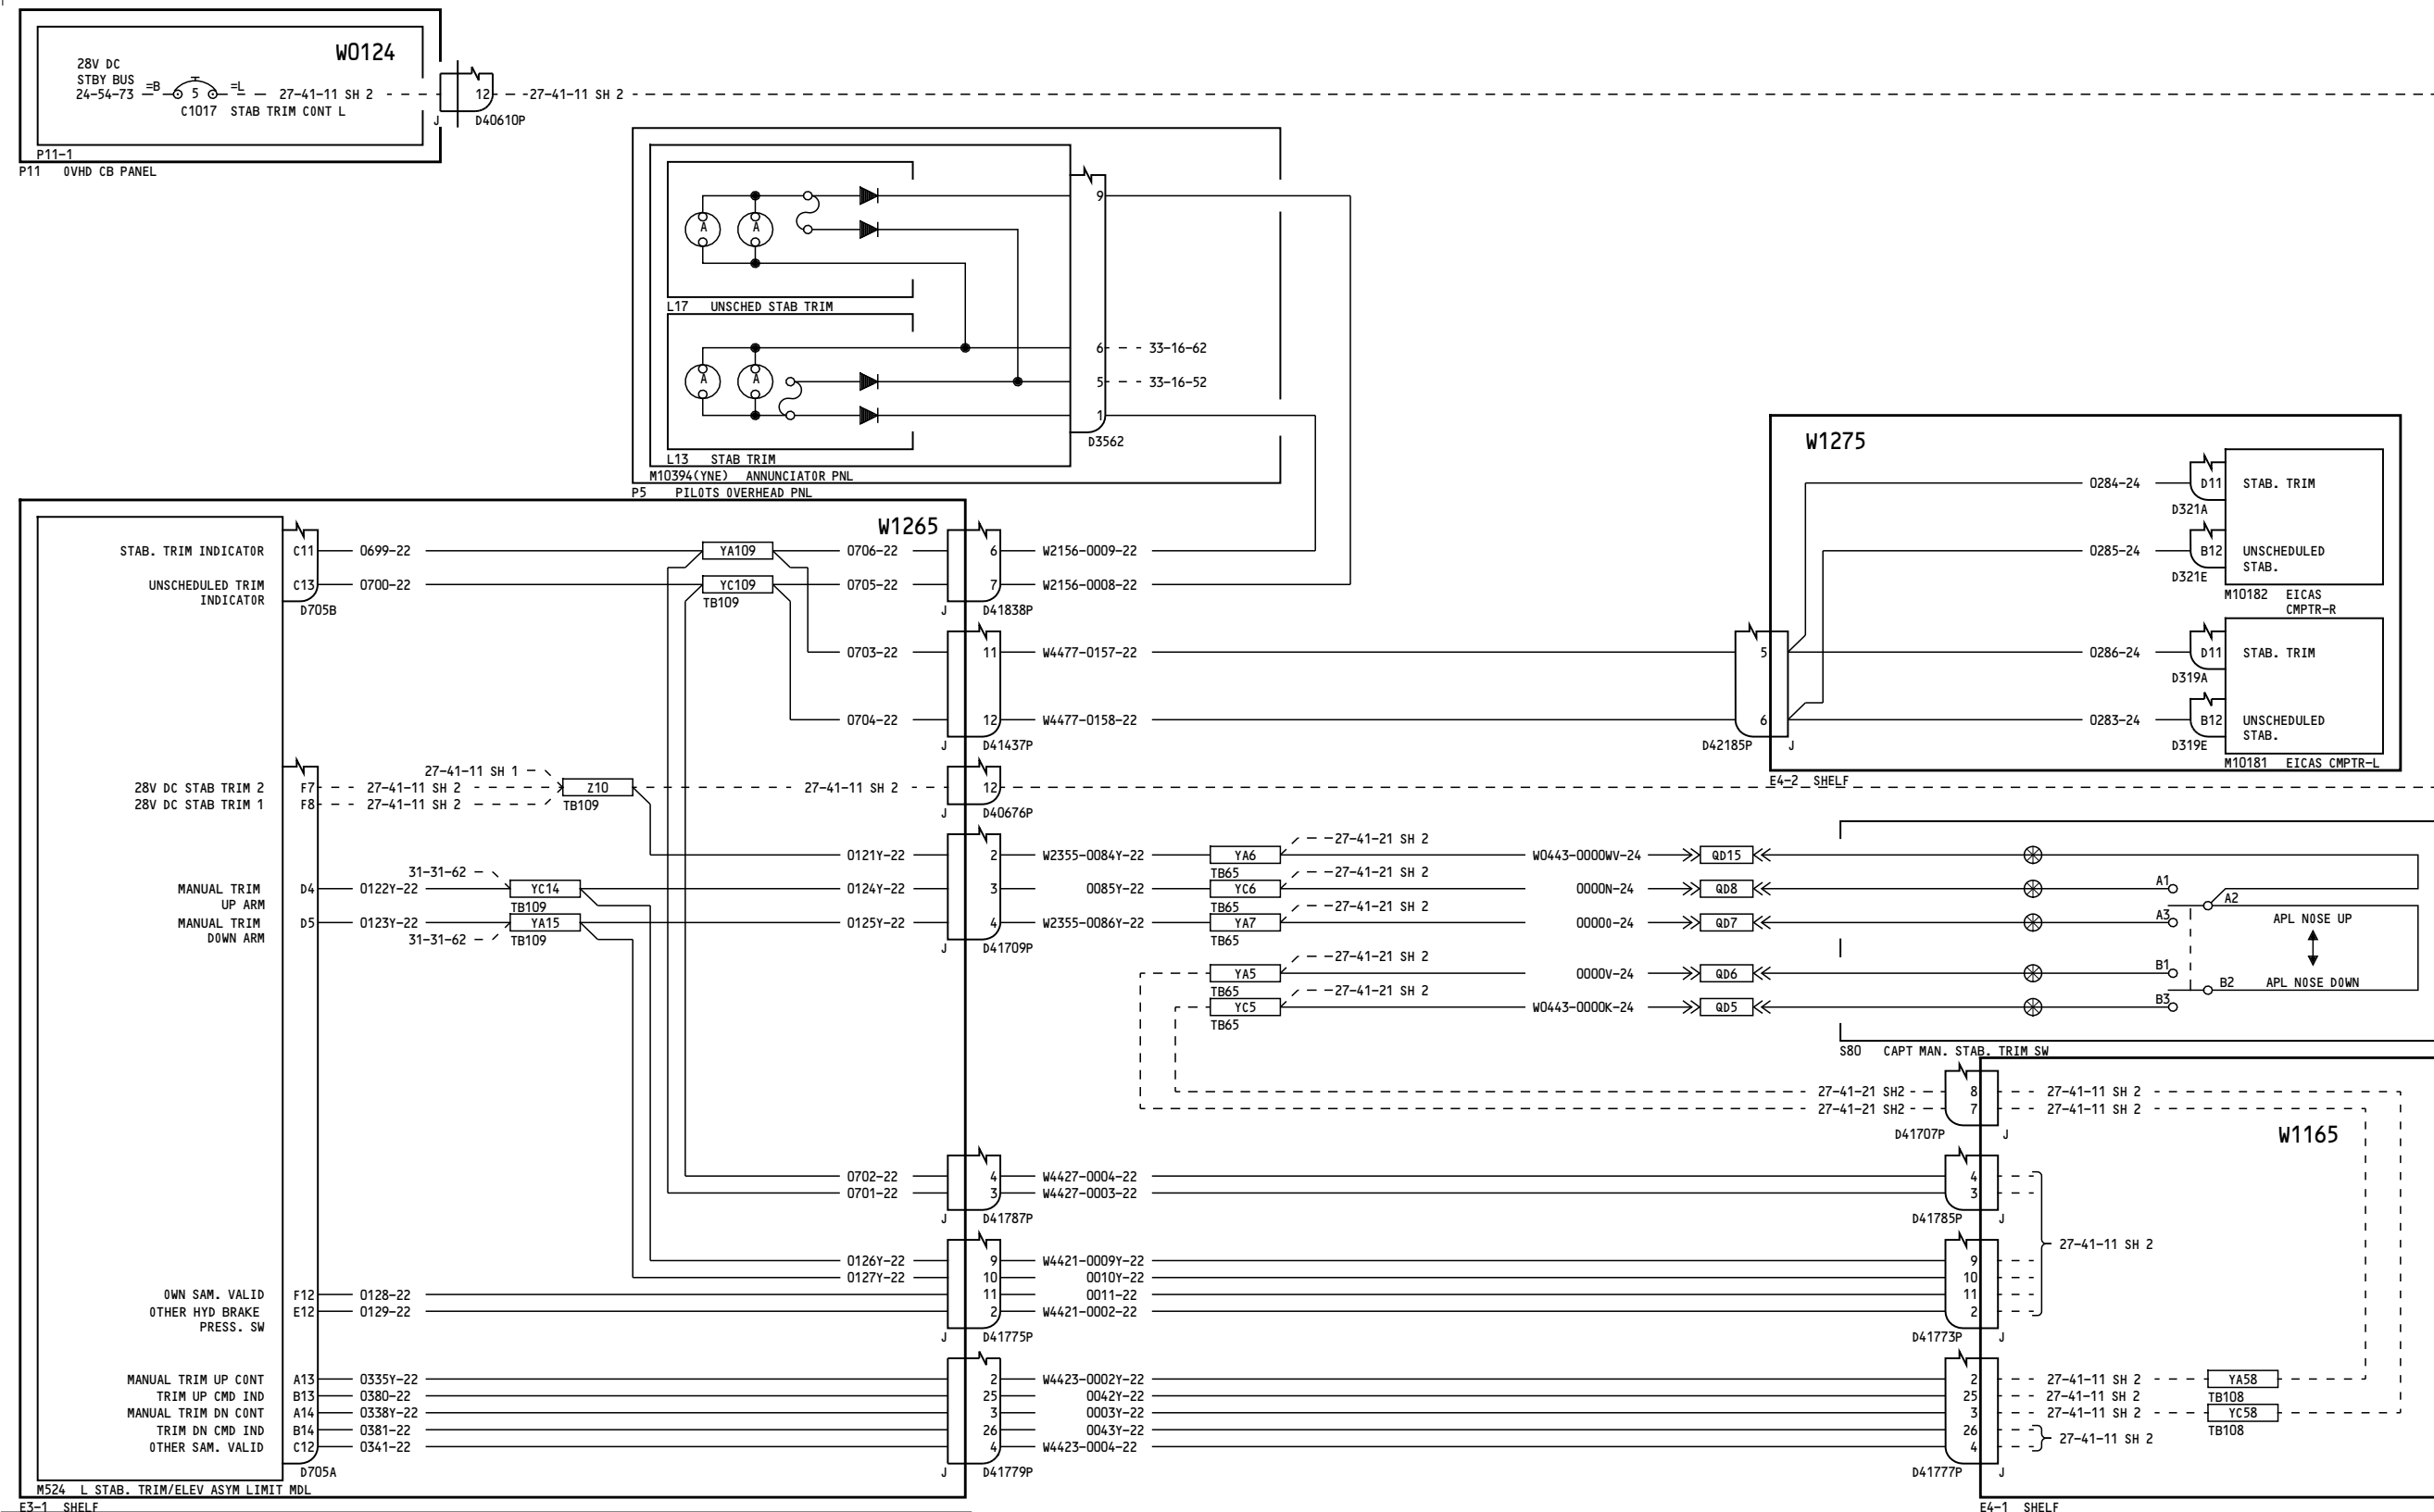 W0124
28V DC
STBY BUS
24-54-73 =B 5 =L 27-41-11 SH 2 12 27-41-11 SH 2
C1017 STAB TRIM CONT L
J D40610P
P11-1
P11 OVHD CB PANEL
A A 9
L17 UNSCHED STAB TRIM
6 33-16-62
A A 5 33-16-52
1
D3562
L13 STAB TRIM
M10394(YNE) ANNUNCIATOR PNL
P5 PILOTS OVERHEAD PNL
W1275
0284-24 D11 STAB. TRIM
D321A
0285-24 B12 UNSCHEDULED
STAB.
D321E
M10182 EICAS
CMPTR-R
5 0286-24 D11 STAB. TRIM
D319A
6 0283-24 B12 UNSCHEDULED
STAB.
D42185P J D319E
M10181 EICAS CMPTR-L
E4-2 SHELF
W1265
STAB. TRIM INDICATOR C11 0699-22 YA109 0706-22 6 W2156-0009-22
UNSCHEDULED TRIM
INDICATOR C13 0700-22 YC109 0705-22 7 W2156-0008-22
D705B TB109 J D41838P
0703-22 11 W4477-0157-22
0704-22 12 W4477-0158-22
J D41437P
27-41-11 SH 1
28V DC STAB TRIM 2 F7 27-41-11 SH 2 Z10 27-41-11 SH 2 12
28V DC STAB TRIM 1 F8 27-41-11 SH 2 TB109
J D40676P
27-41-21 SH 2
0121Y-22 2 W2355-0084Y-22 YA6 W0443-0000WV-24 QD15
TB65
31-31-62 27-41-21 SH 2
MANUAL TRIM
UP ARM D4 0122Y-22 YC14 0124Y-22 3 0085Y-22 YC6 0000N-24 QD8 A1
TB109 TB65
A2
27-41-21 SH 2
MANUAL TRIM
DOWN ARM D5 0123Y-22 YA15 0125Y-22 4 W2355-0086Y-22 YA7 00000-24 QD7 A3 APL NOSE UP
31-31-62 TB109 J D41709P TB65
27-41-21 SH 2
YA5 0000V-24 QD6 B1
TB65
B2 APL NOSE DOWN
27-41-21 SH 2
YC5 W0443-0000K-24 QD5 B3
TB65
S80 CAPT MAN. STAB. TRIM SW
27-41-21 SH2 8 27-41-11 SH 2
27-41-21 SH2 7 27-41-11 SH 2
D41707P J
W1165
0702-22 4 W4427-0004-22 4
0701-22 3 W4427-0003-22 3
J D41787P D41785P J
27-41-11 SH 2
0126Y-22 9 W4421-0009Y-22 9
0127Y-22 10 0010Y-22 10
OWN SAM. VALID F12 0128-22 11 0011-22 11
OTHER HYD BRAKE
PRESS. SW E12 0129-22 2 W4421-0002-22 2
J D41775P D41773P J
MANUAL TRIM UP CONT A13 0335Y-22 2 W4423-0002Y-22 2 27-41-11 SH 2 YA58
TB108
TRIM UP CMD IND B13 0380-22 25 0042Y-22 25 27-41-11 SH 2
MANUAL TRIM DN CONT A14 0338Y-22 3 0003Y-22 3 27-41-11 SH 2 YC58
TB108
TRIM DN CMD IND B14 0381-22 26 0043Y-22 26
27-41-11 SH 2
OTHER SAM. VALID C12 0341-22 4 W4423-0004-22 4
D705A J D41779P D41777P J
M524 L STAB. TRIM/ELEV ASYM LIMIT MDL
E3-1 SHELF
E4-1 SHELF